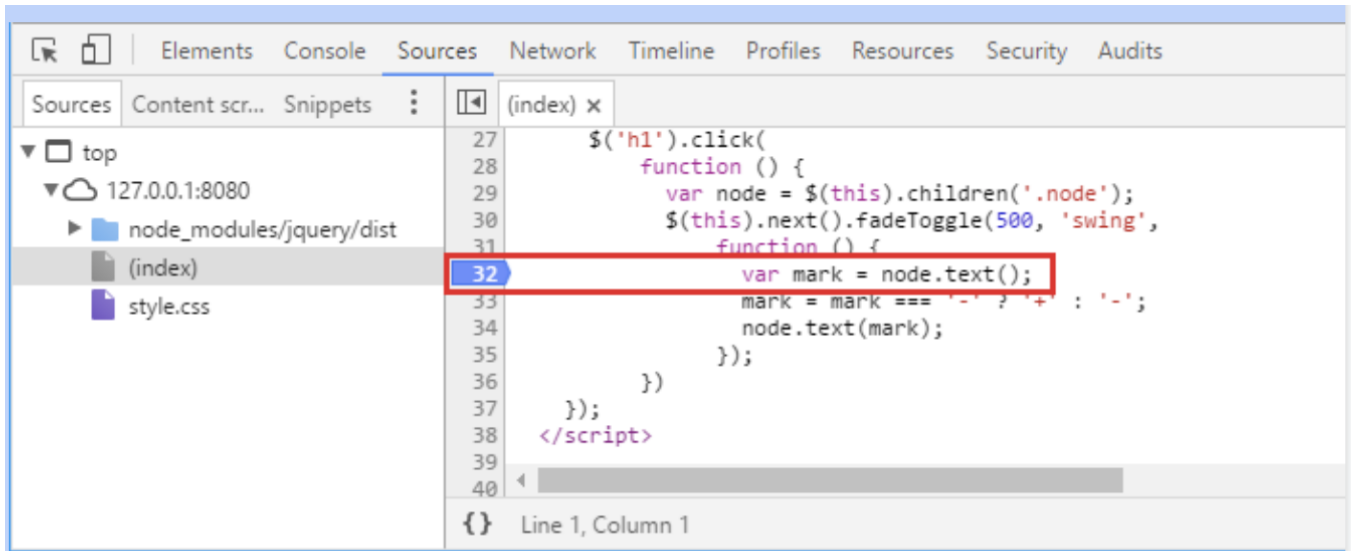 Elements Console Sources Network Timeline Profiles Resources Security Audits
Sources Content scr... Snippets
(index) ×
top
127.0.0.1:8080
node_modules/jquery/dist
(index)
style.css
27 $('h1').click(
28 function () {
29 var node = $(this).children('.node');
30 $(this).next().fadeToggle(500, 'swing',
31 function () {
32 var mark = node.text();
33 mark = mark === '-' ? '+' : '-';
34 node.text(mark);
35 });
36 })
37 });
38 </script>
39
40
{} Line 1, Column 1